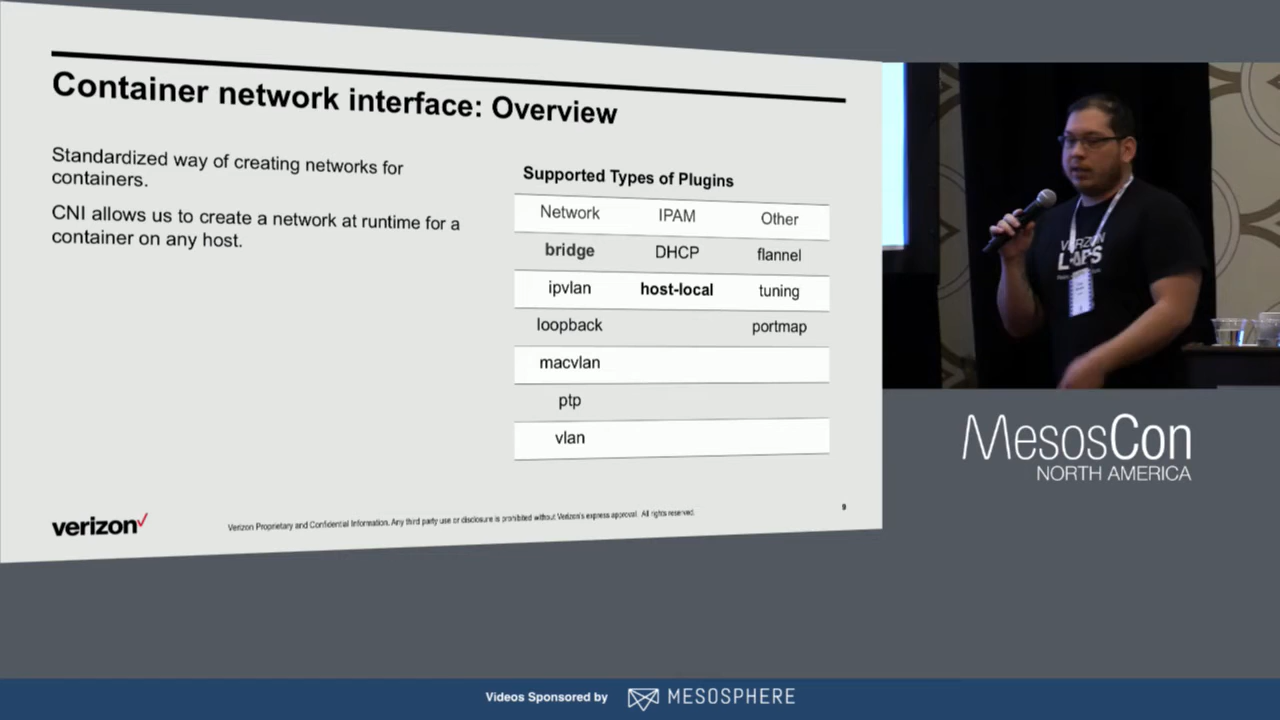 Container network interface: Overview
Standardized way of creating networks for
containers.
CNI allows us to create a network at runtime for a
container on any host.
Supported Types of Plugins
Network IPAM Other
bridge DHCP flannel
ipvlan host-local tuning
loopback portmap
macvlan
ptp
vlan
verizon
Verizon Proprietary and Confidential Information. Any third party use or disclosure is prohibited without Verizon's express approval. All rights reserved.
9
VERIZON
LABS
MesosCon
NORTH AMERICA
Videos Sponsored by MESOSPHERE